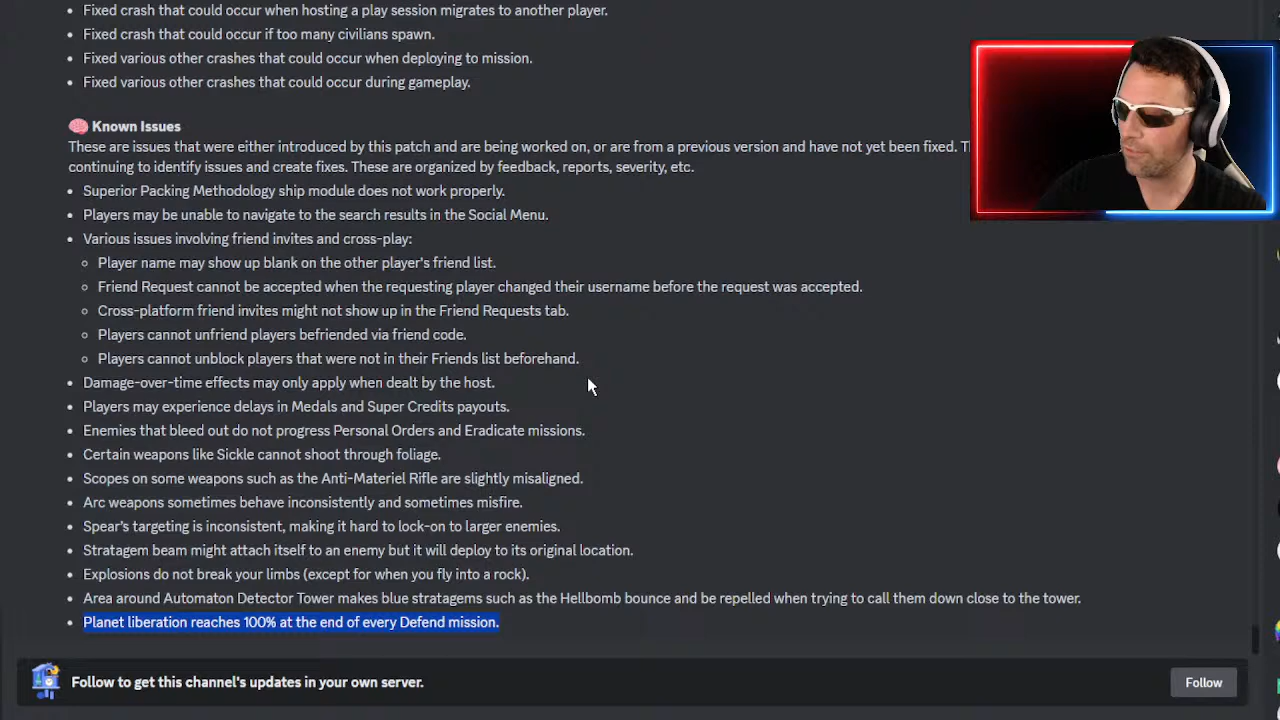 Fixed crash that could occur when hosting a play session migrates to another player.
Fixed crash that could occur if too many civilians spawn.
Fixed various other crashes that could occur when deploying to mission.
Fixed various other crashes that could occur during gameplay.
Known Issues
These are issues that were either introduced by this patch and are being worked on, or are from a previous version and have not yet been fixed.
continuing to identify issues and create fixes. These are organized by feedback, reports, severity, etc.
Superior Packing Methodology ship module does not work properly.
Players may be unable to navigate to the search results in the Social Menu.
Various issues involving friend invites and cross-play:
Player name may show up blank on the other player's friend list.
Friend Request cannot be accepted when the requesting player changed their username before the request was accepted.
Cross-platform friend invites might not show up in the Friend Requests tab.
Players cannot unfriend players befriended via friend code.
Players cannot unblock players that were not in their Friends list beforehand.
Damage-over-time effects may only apply when dealt by the host.
Players may experience delays in Medals and Super Credits payouts.
Enemies that bleed out do not progress Personal Orders and Eradicate missions.
Certain weapons like Sickle cannot shoot through foliage.
Scopes on some weapons such as the Anti-Materiel Rifle are slightly misaligned.
Arc weapons sometimes behave inconsistently and sometimes misfire.
Spear's targeting is inconsistent, making it hard to lock-on to larger enemies.
Stratagem beam might attach itself to an enemy but it will deploy to its original location.
Explosions do not break your limbs (except for when you fly into a rock).
Area around Automaton Detector Tower makes blue stratagems such as the Hellbomb bounce and be repelled when trying to call them down close to the tower.
Planet liberation reaches 100% at the end of every Defend mission.
Follow to get this channel's updates in your own server.
Follow